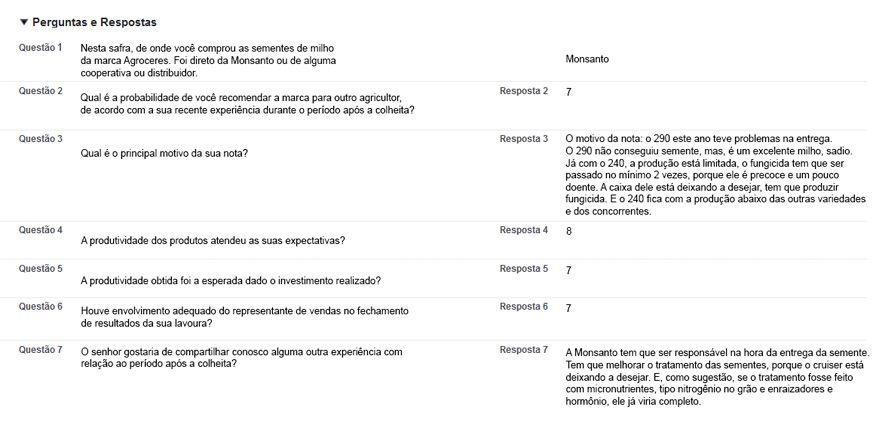 ▼ Perguntas e Respostas
Questão 1
Nesta safra, de onde você comprou as sementes de milho
da marca Agroceres. Foi direto da Monsanto ou de alguma
cooperativa ou distribuidor.
Monsanto
Questão 2
Qual é a probabilidade de você recomendar a marca para outro agricultor,
de acordo com a sua recente experiência durante o período após a colheita?
Resposta 2
7
Questão 3
Qual é o principal motivo da sua nota?
Resposta 3
O motivo da nota: o 290 este ano teve problemas na entrega.
O 290 não conseguiu semente, mas, é um excelente milho, sadio.
Já com o 240, a produção está limitada, o fungicida tem que ser
passado no mínimo 2 vezes, porque ele é precoce e um pouco
doente. A caixa dele está deixando a desejar, tem que produzir
fungicida. E o 240 fica com a produção abaixo das outras variedades
e dos concorrentes.
Questão 4
A produtividade dos produtos atendeu as suas expectativas?
Resposta 4
8
Questão 5
A produtividade obtida foi a esperada dado o investimento realizado?
Resposta 5
7
Questão 6
Houve envolvimento adequado do representante de vendas no fechamento
de resultados da sua lavoura?
Resposta 6
7
Questão 7
O senhor gostaria de compartilhar conosco alguma outra experiência com
relação ao período após a colheita?
Resposta 7
A Monsanto tem que ser responsável na hora da entrega da semente.
Tem que melhorar o tratamento das sementes, porque o cruiser está
deixando a desejar. E, como sugestão, se o tratamento fosse feito
com micronutrientes, tipo nitrogênio no grão e enraizadores e
hormônio, ele já viria completo.